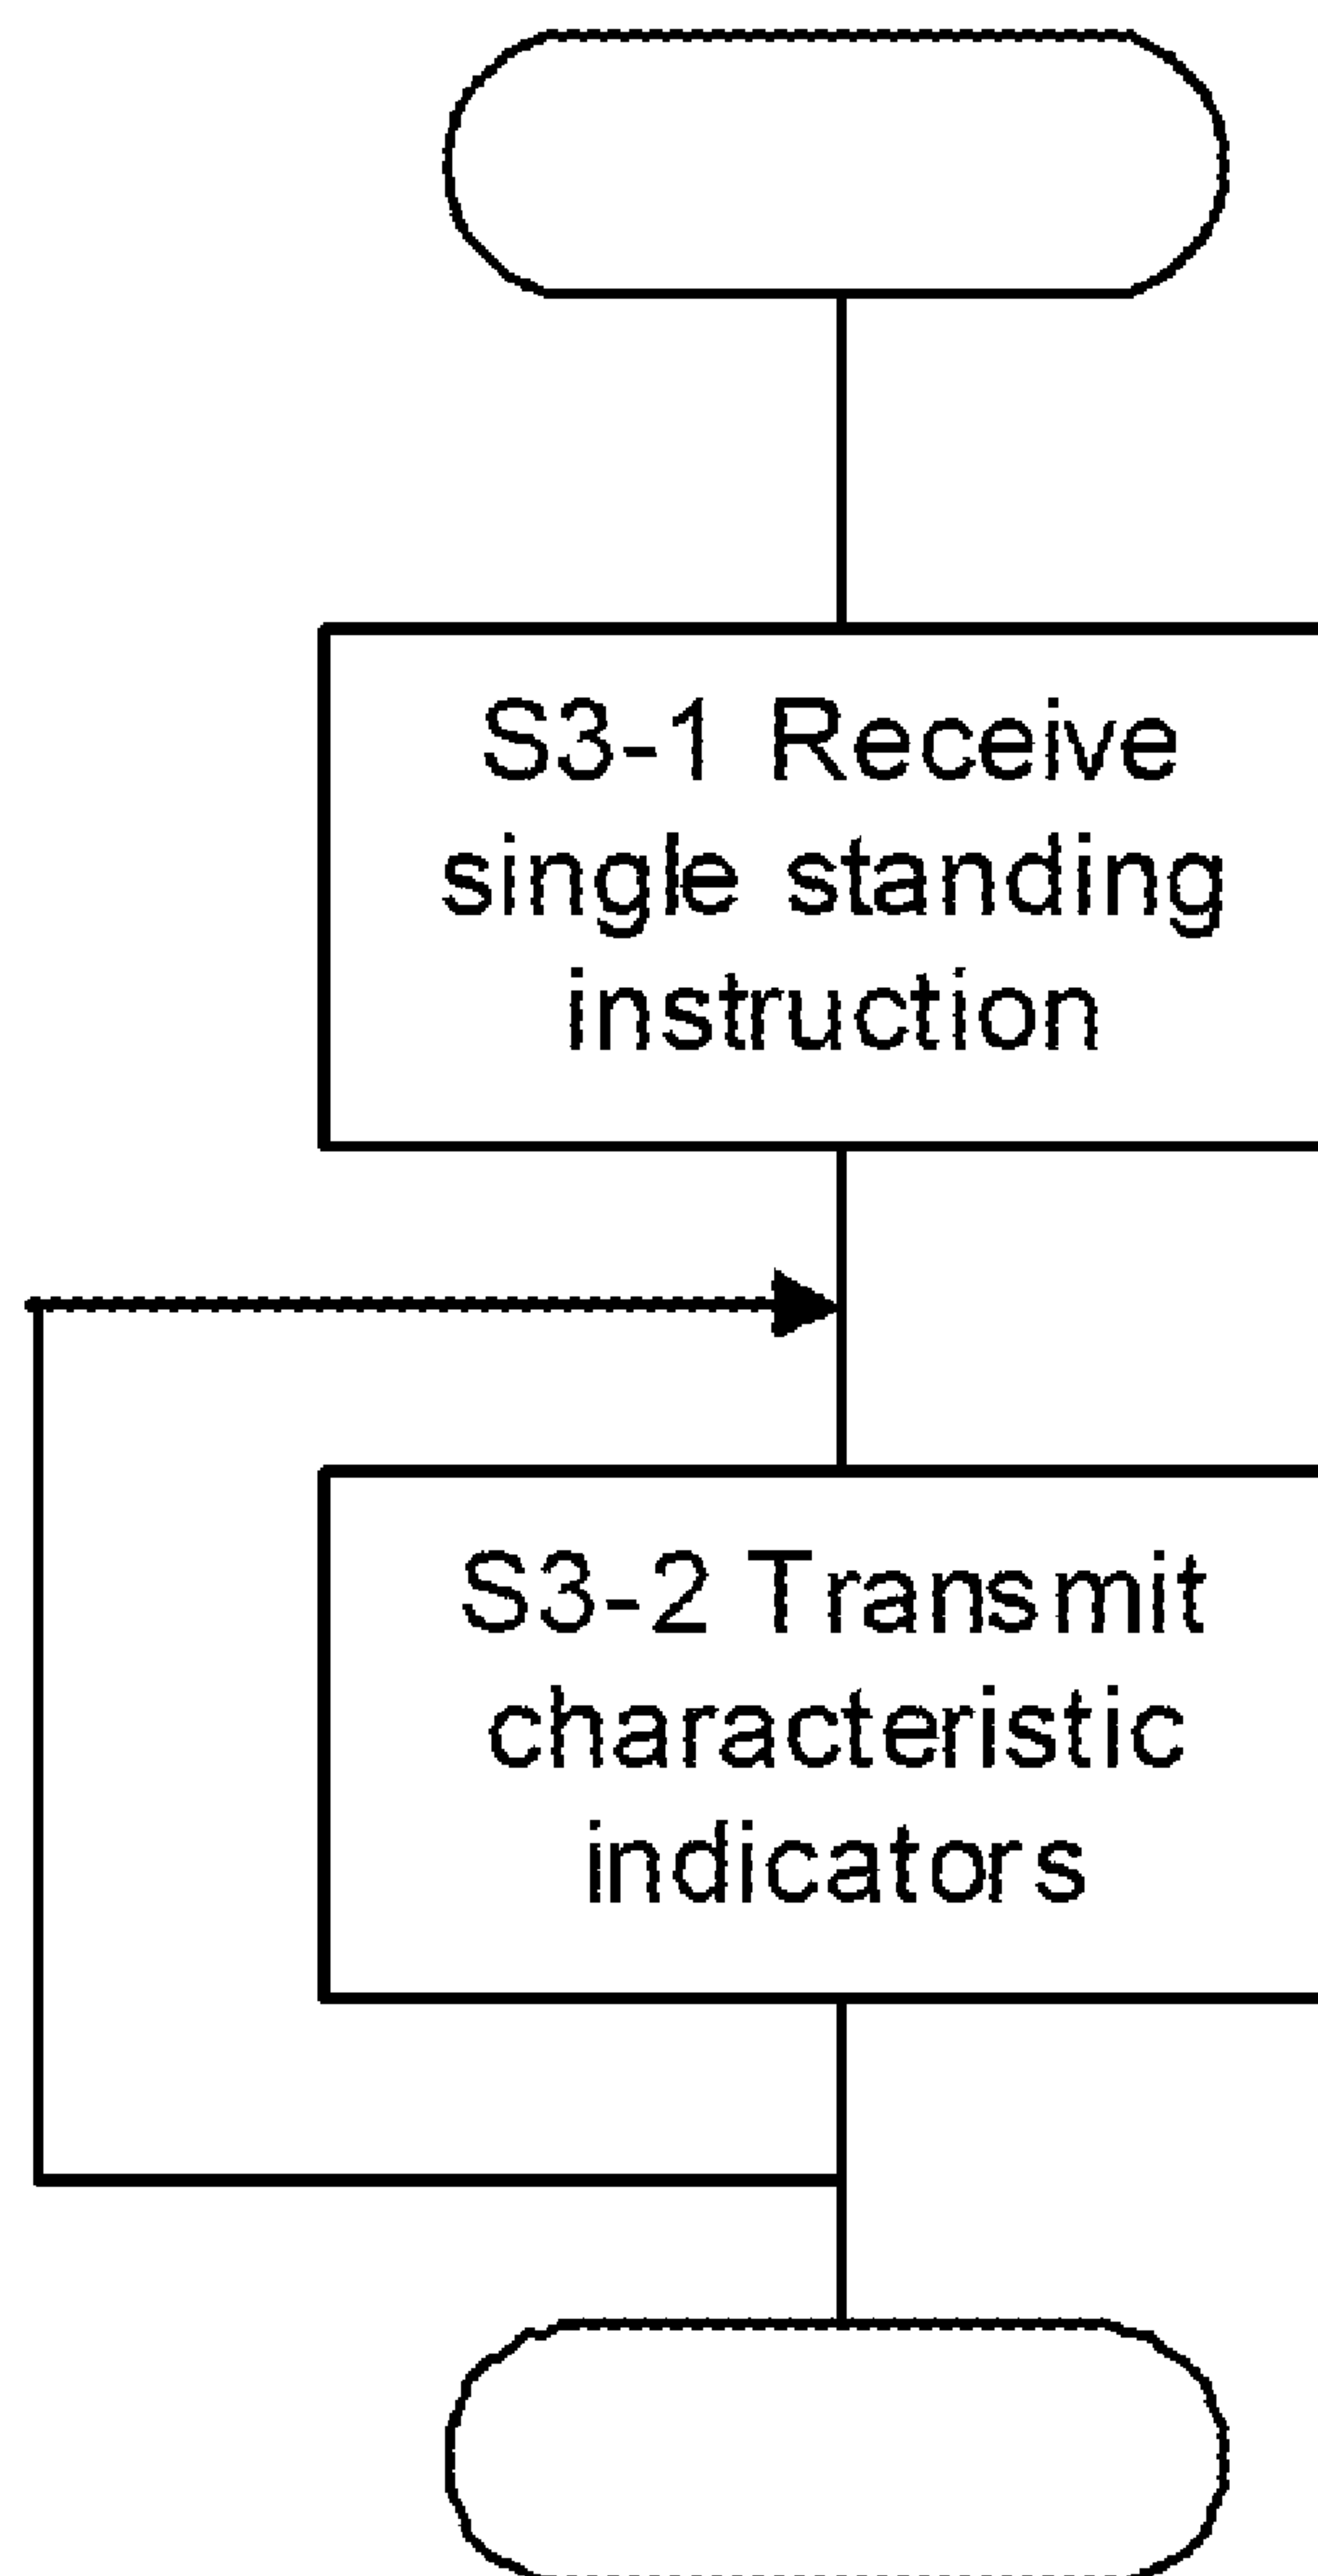 S3-1 Receive
single standing
instruction
S3-2 Transmit
characteristic
indicators